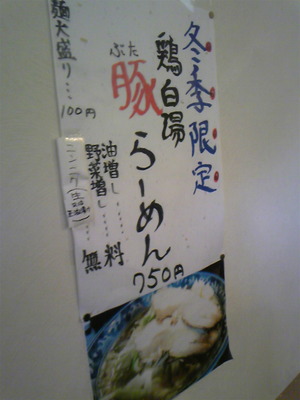 冬季限定
鶏白湯
ぶた
豚らーめん
750円
油増し
野菜増し……無料
麺大盛り…100円